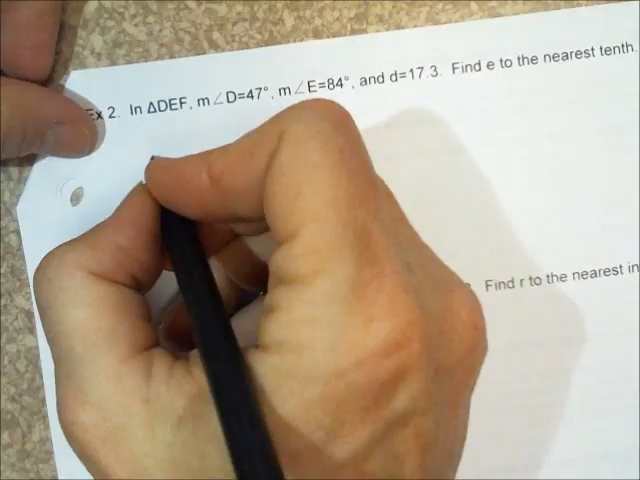 Ex 2. In ΔDEF, m∠D=47°, m∠E=84°, and d=17.3. Find e to the nearest tenth.
Find r to the nearest in